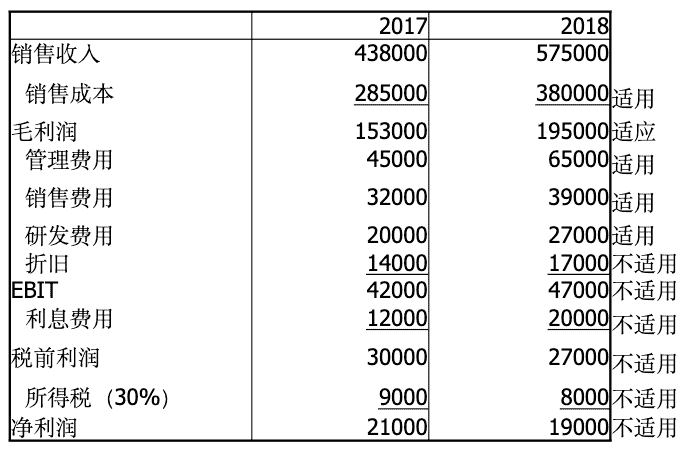 2017 2018
销售收入 438000 575000
销售成本 285000 380000 适用
毛利润 153000 195000 适应
管理费用 45000 65000 适用
销售费用 32000 39000 适用
研发费用 20000 27000 适用
折旧 14000 17000 不适用
EBIT 42000 47000 不适用
利息费用 12000 20000 不适用
税前利润 30000 27000 不适用
所得税（30%） 9000 8000 不适用
净利润 21000 19000 不适用